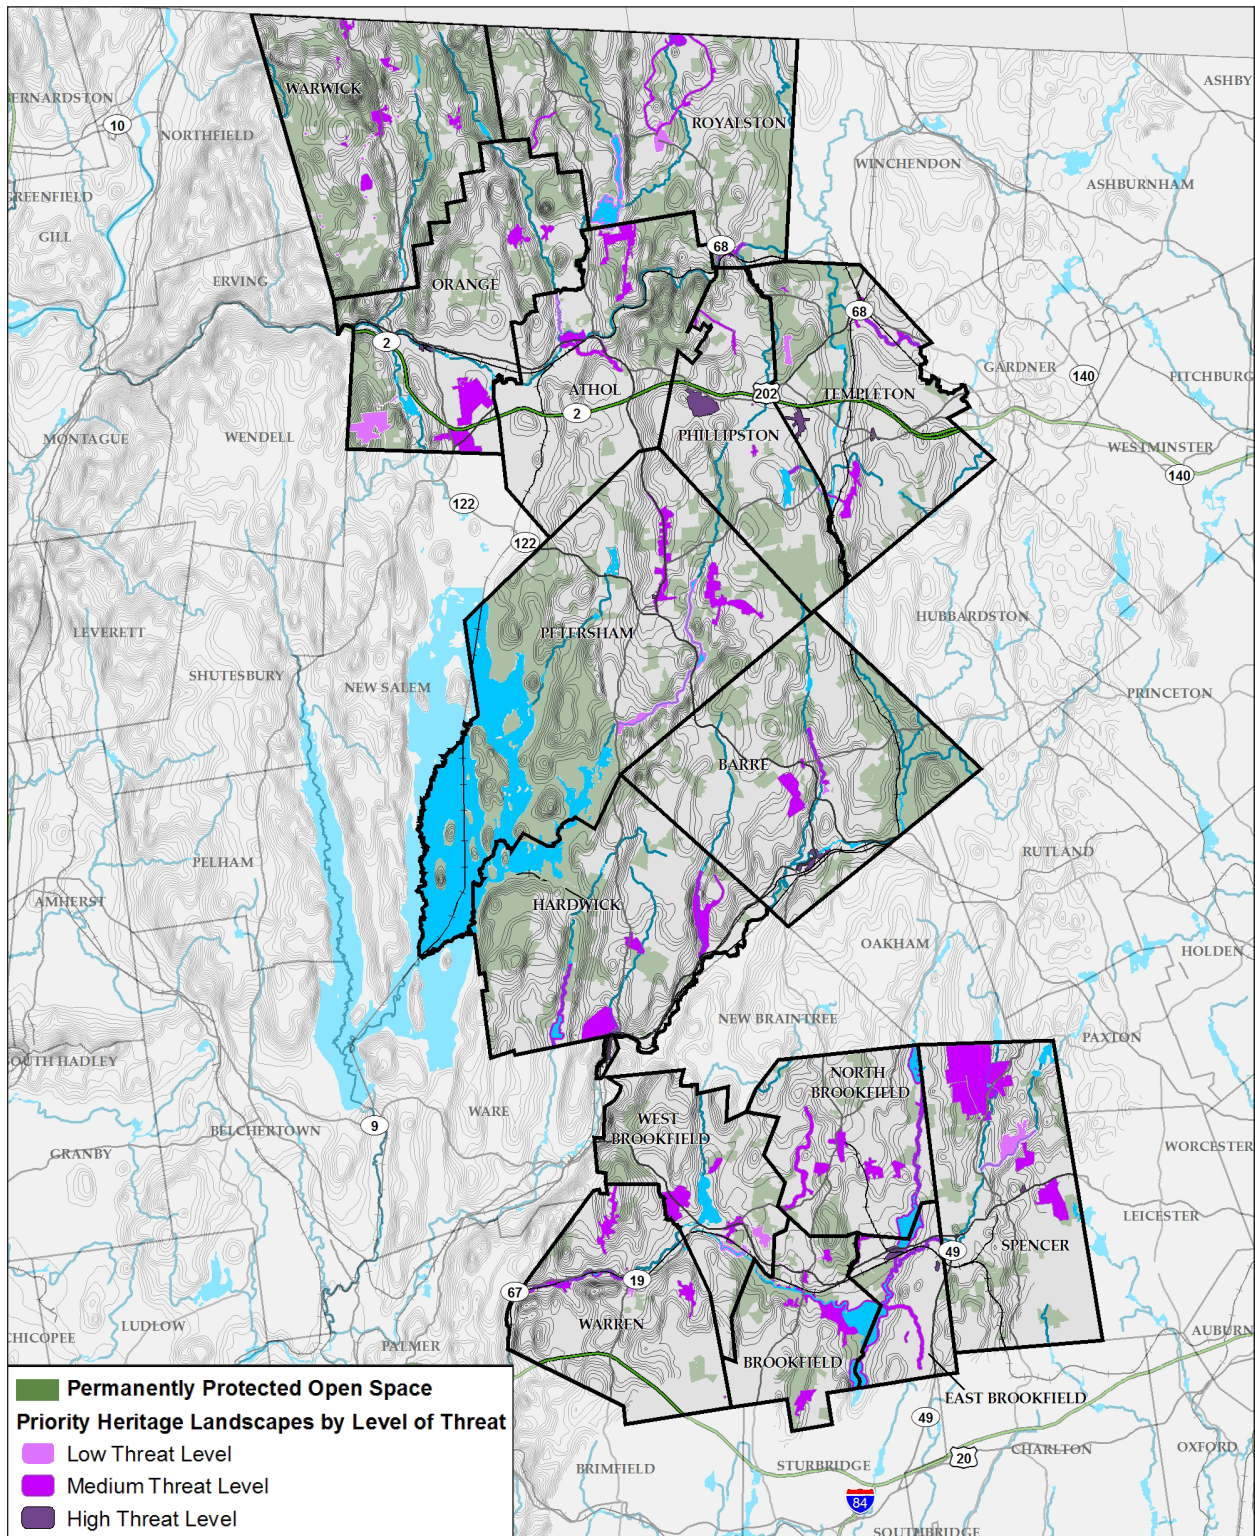 ASHBY
WARWICK
ERNARDSTON
10
NORTHFIELD
ROYALSTON
WINCHENDON
ASHBURNHAM
GREENFIELD
GILL
68
ERVING
ORANGE
68
2
GARDNER
140
FITCHBURG
ATHOL
202
TEMPLETON
2
MONTAGUE
WENDELL
PHILLIPSTON
WESTMINSTER
140
122
122
HUBBARDSTON
LEVERETT
PETERSHAM
SHUTESBURY
NEW SALEM
PRINCETON
BARRE
PELHAM
RUTLAND
AMHERST
HARDWICK
OAKHAM
HOLDEN
NEW BRAINTREE
PAXTON
SOUTH HADLEY
NORTH
BROOKFIELD
WARE
WEST
BROOKFIELD
9
BELCHERTOWN
GRANBY
WORCESTER
LEICESTER
SPENCER
49
19
67
LUDLOW
WARREN
CHICOPEE
PALMER
AUBURN
BROOKFIELD
EAST BROOKFIELD
49
20
CHARLTON
OXFORD
BRIMFIELD
STURBRIDGE
84
SOUTHBRIDGE
Permanently Protected Open Space
Priority Heritage Landscapes by Level of Threat
Low Threat Level
Medium Threat Level
High Threat Level